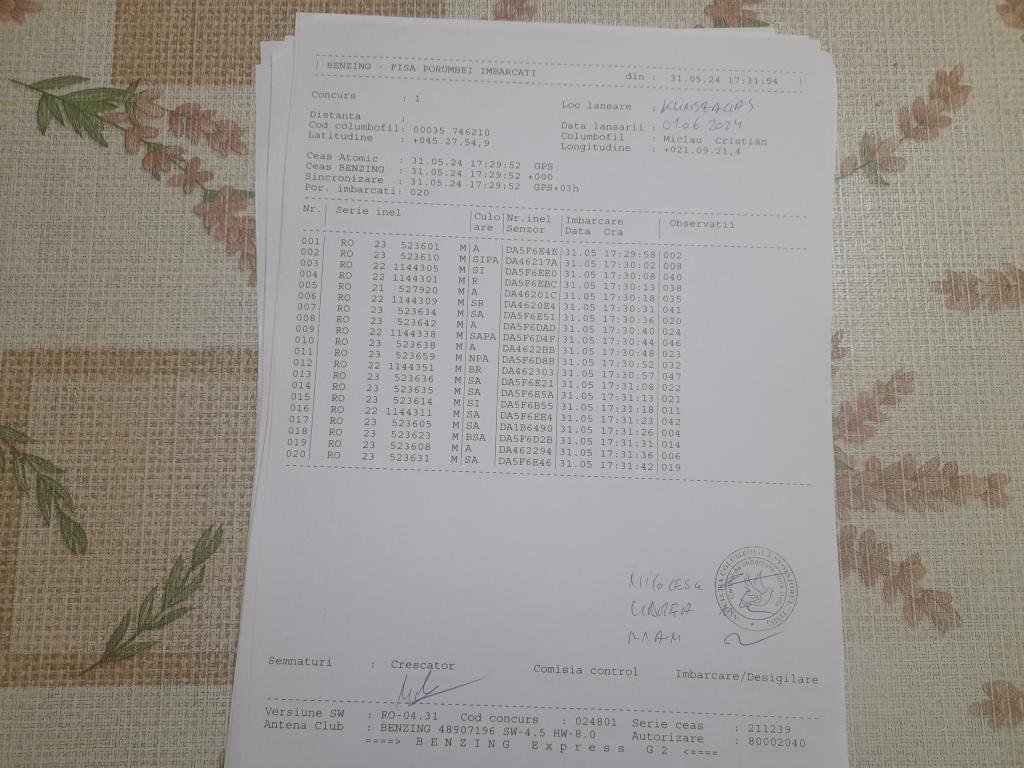 BENZING - FISA PORUMBEI IMBARCATI din : 31.05.24 17:31:54
Concurs : 1 Loc lansare :
Distanta : Data lansarii : 01.06.2024
Cod columbofil: 00035 746210 Columbofil : Miclau Cristian
Latitudine : +045.27.54,9 Longitudine : +021.09.21,4
Ceas Atomic : 31.05.24 17:29:52 GPS
Ceas BENZING : 31.05.24 17:29:52 +000
Sincronizare : 31.05.24 17:29:52 GPS+03h
Por. imbarcati: 020
Nr. Serie inel Culo Nr.inel Imbarcare Observatii
are Senzor Data Ora
001 RO 23 523601 M A DA5F6E4E 31.05 17:29:58 002
002 RO 23 523610 M SIPA DA46217A 31.05 17:30:02 008
003 RO 22 1144305 M SI DA5F6EE0 31.05 17:30:08 040
004 RO 22 1144301 M R DA5F6EBC 31.05 17:30:13 038
005 RO 21 527920 M A DA46201C 31.05 17:30:18 035
006 RO 22 1144309 M SR DA4620E4 31.05 17:30:31 041
007 RO 23 523634 M SA DA5F6E51 31.05 17:30:36 020
008 RO 23 523642 M A DA5F6DAD 31.05 17:30:40 024
009 RO 22 1144338 M SAPA DA5F6D4F 31.05 17:30:44 046
010 RO 23 523638 M A DA4622BB 31.05 17:30:48 023
011 RO 23 523659 M NPA DA5F6D8B 31.05 17:30:52 032
012 RO 22 1144351 M BR DA462303 31.05 17:30:57 047
013 RO 23 523636 M SA DA5F6E21 31.05 17:31:08 022
014 RO 23 523635 M SA DA5F6E5A 31.05 17:31:13 021
015 RO 23 523614 M SI DA5F6B55 31.05 17:31:18 011
016 RO 22 1144311 M SA DA5F6EE4 31.05 17:31:23 042
017 RO 23 523605 M SA DA1B6490 31.05 17:31:26 004
018 RO 23 523623 M BSA DA5F6D2B 31.05 17:31:31 014
019 RO 23 523608 M A DA462294 31.05 17:31:36 006
020 RO 23 523631 M SA DA5F6E46 31.05 17:31:42 019
Semnaturi : Crescator Comisia control Imbarcare/Desigilare
Versiune SW : RO-04.31 Cod concurs : 024801 Serie ceas : 211239
Antena Club : BENZING 48907196 SW-4.5 HW-8.0 Autorizare : 80002040
====> B E N Z I N G E x p r e s s G 2 <====